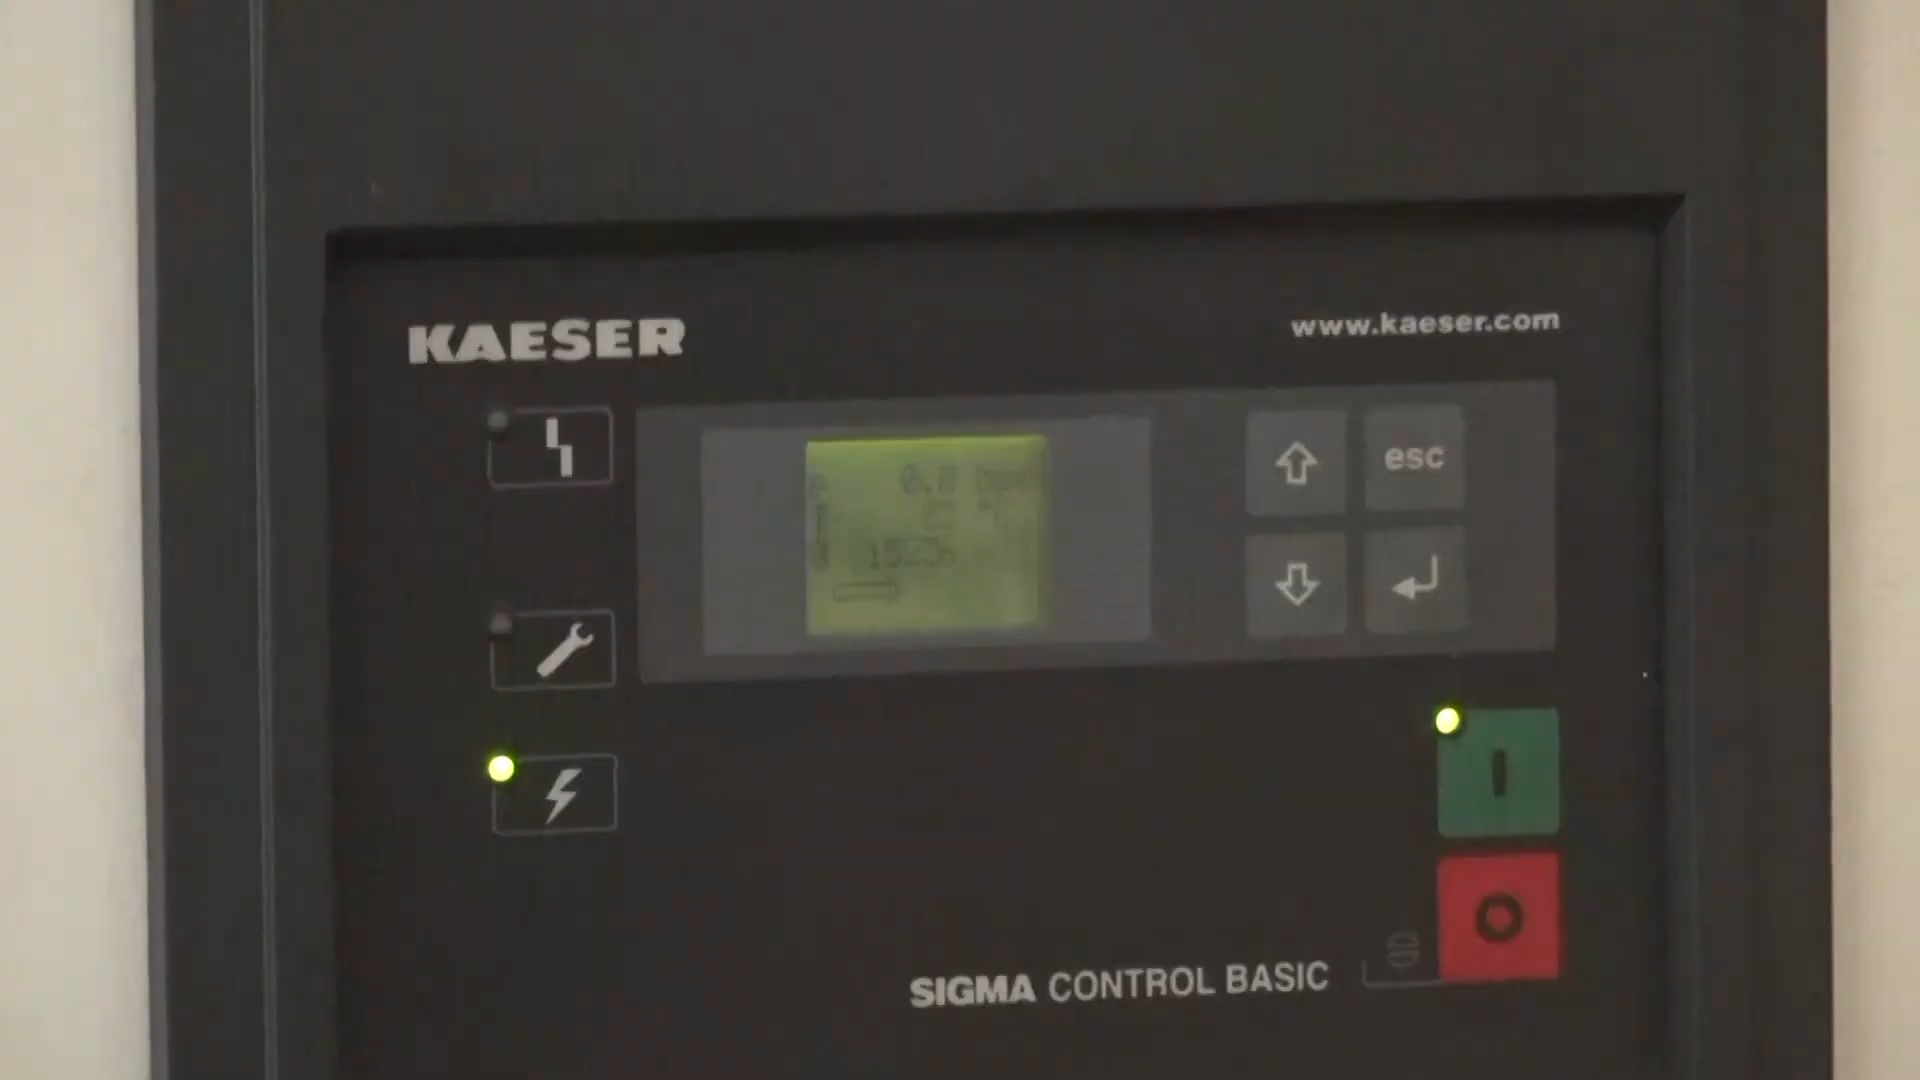 KAESER
www.kaeser.com
esc
I
O
SIGMA CONTROL BASIC